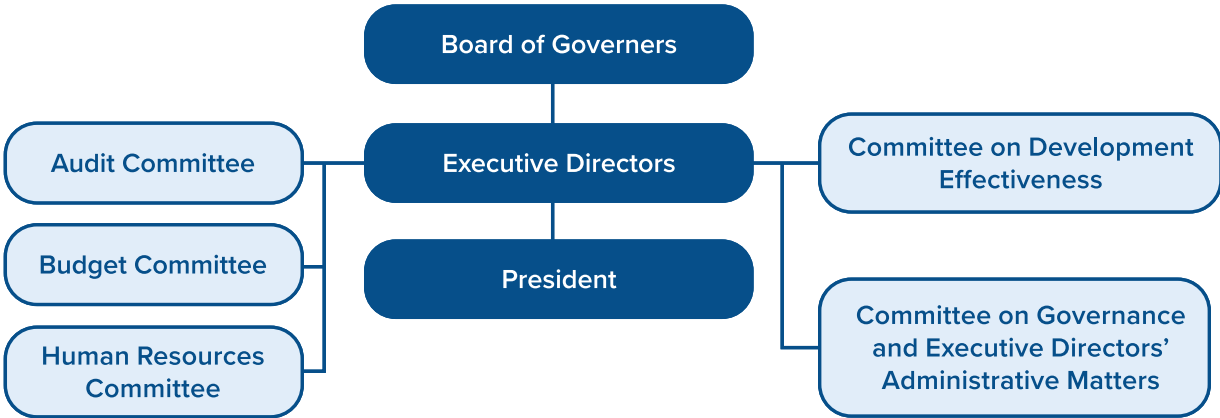 Board of Governers
Audit Committee
Executive Directors
Committee on Development
Effectiveness
Budget Committee
President
Human Resources
Committee
Committee on Governance
and Executive Directors’
Administrative Matters